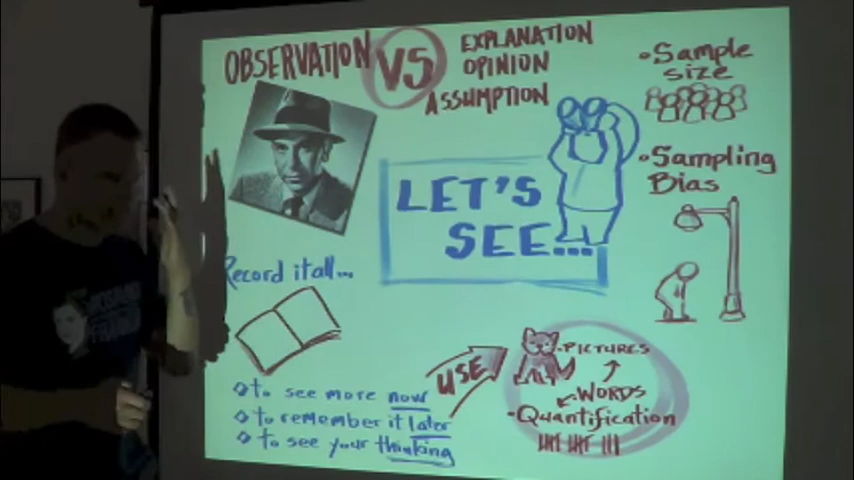 OBSERVATION VS EXPLANATION
OPINION
ASSUMPTION
• Sample
size
• Sampling
Bias
LET'S
SEE...
Record it all...
to see more now
to remember it later
to see your thinking
USE
• PICTURES
WORDS
• Quantification